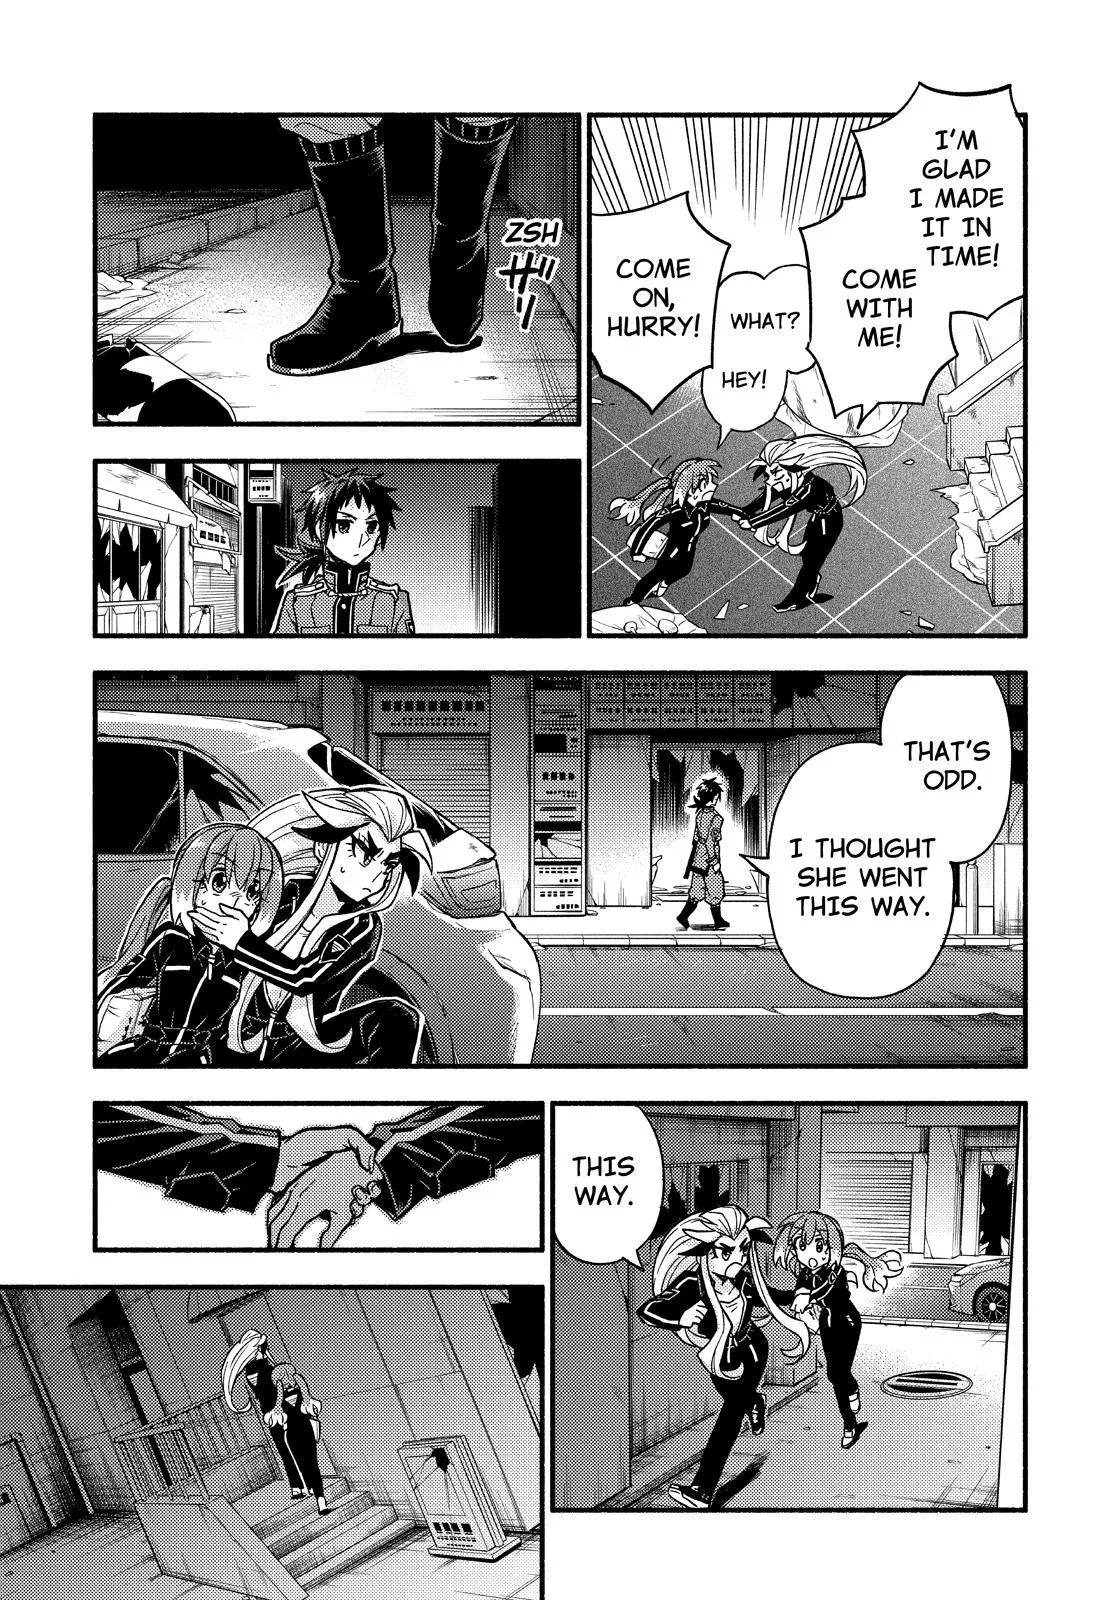 I'M
GLAD
I MADE
IT IN
TIME!
COME
WITH
ME!
WHAT?
HEY!
COME
ON,
HURRY!
ZSH
ザリ
THAT'S
ODD.
I THOUGHT
SHE WENT
THIS WAY.
THIS
WAY.